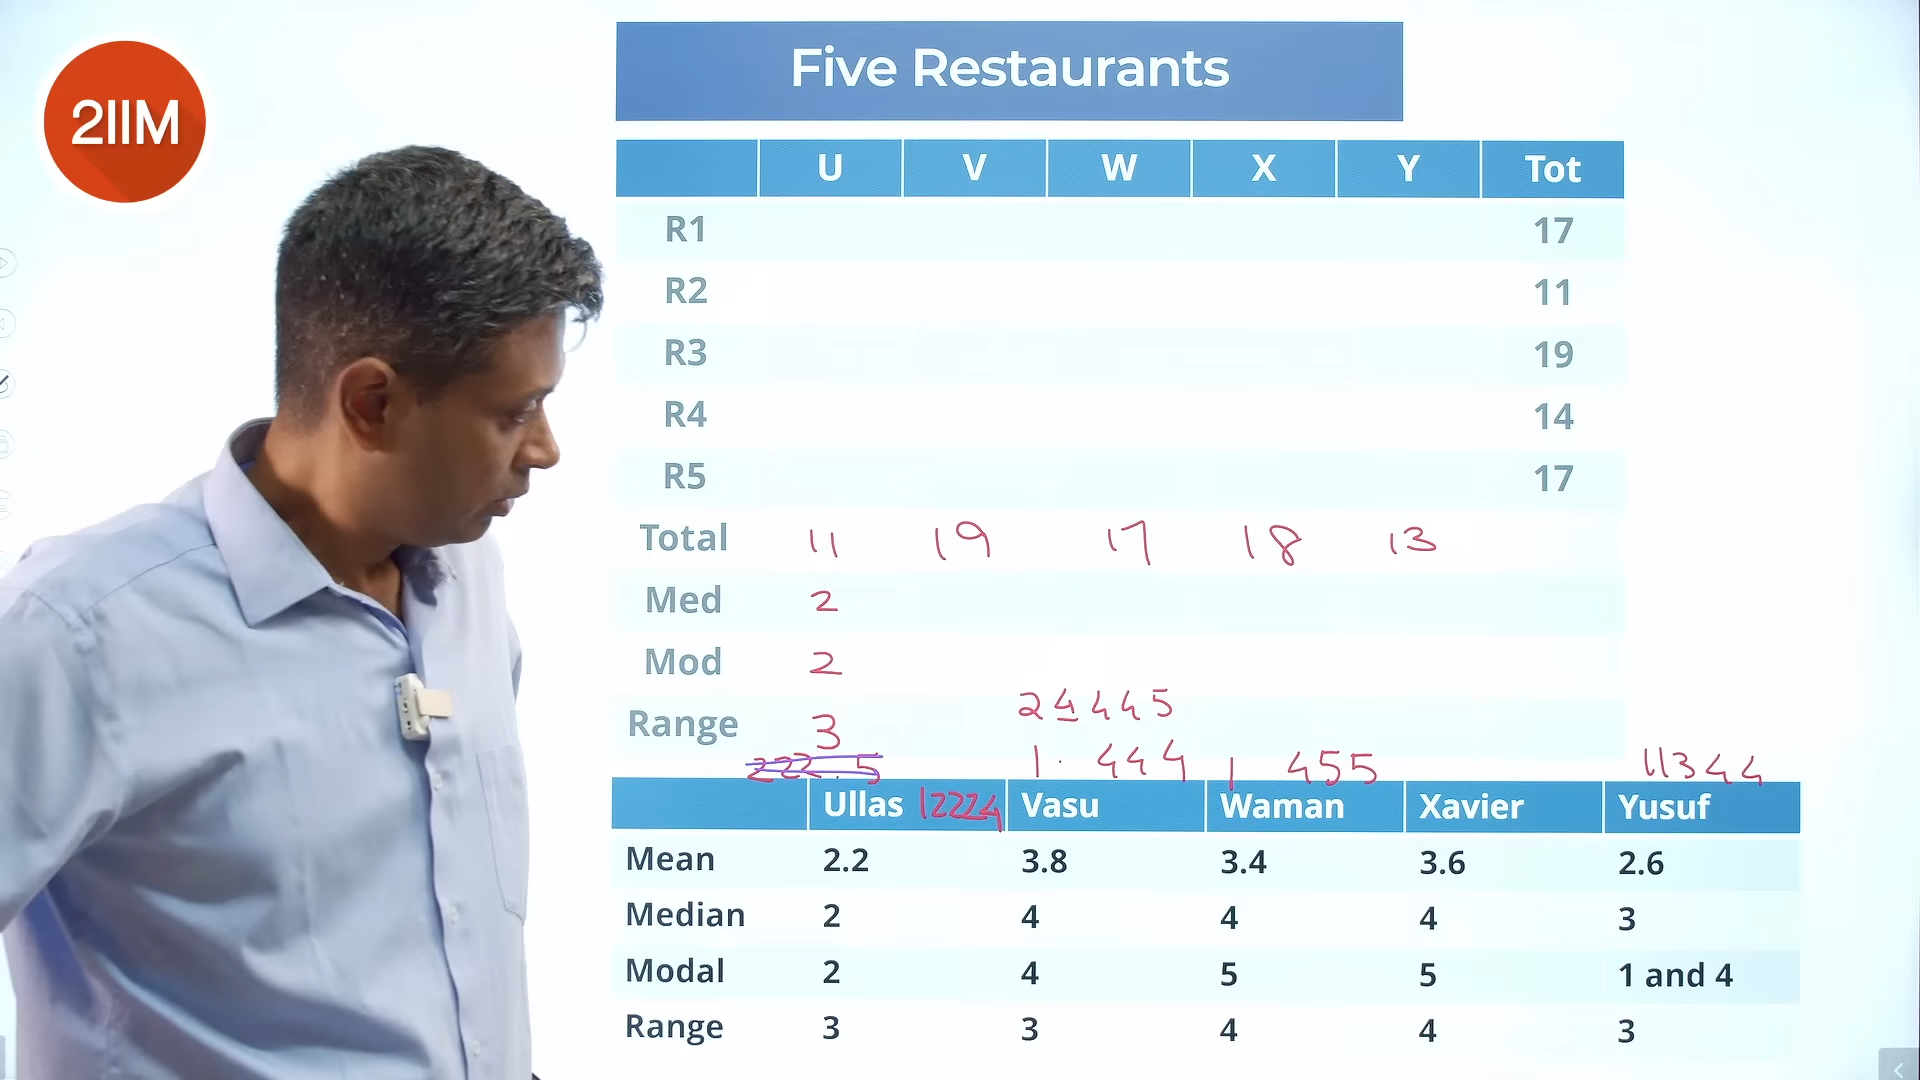 2IIM
Five Restaurants
U V W X Y Tot
R1 17
R2 11
R3 19
R4 14
R5 17
Total 11 19 17 18 13
Med 2
Mod 2
24445
Range 3
222.5 1. 444 1 455 11344
Ullas 12224 Vasu Waman Xavier Yusuf
Mean 2.2 3.8 3.4 3.6 2.6
Median 2 4 4 4 3
Modal 2 4 5 5 1 and 4
Range 3 3 4 4 3